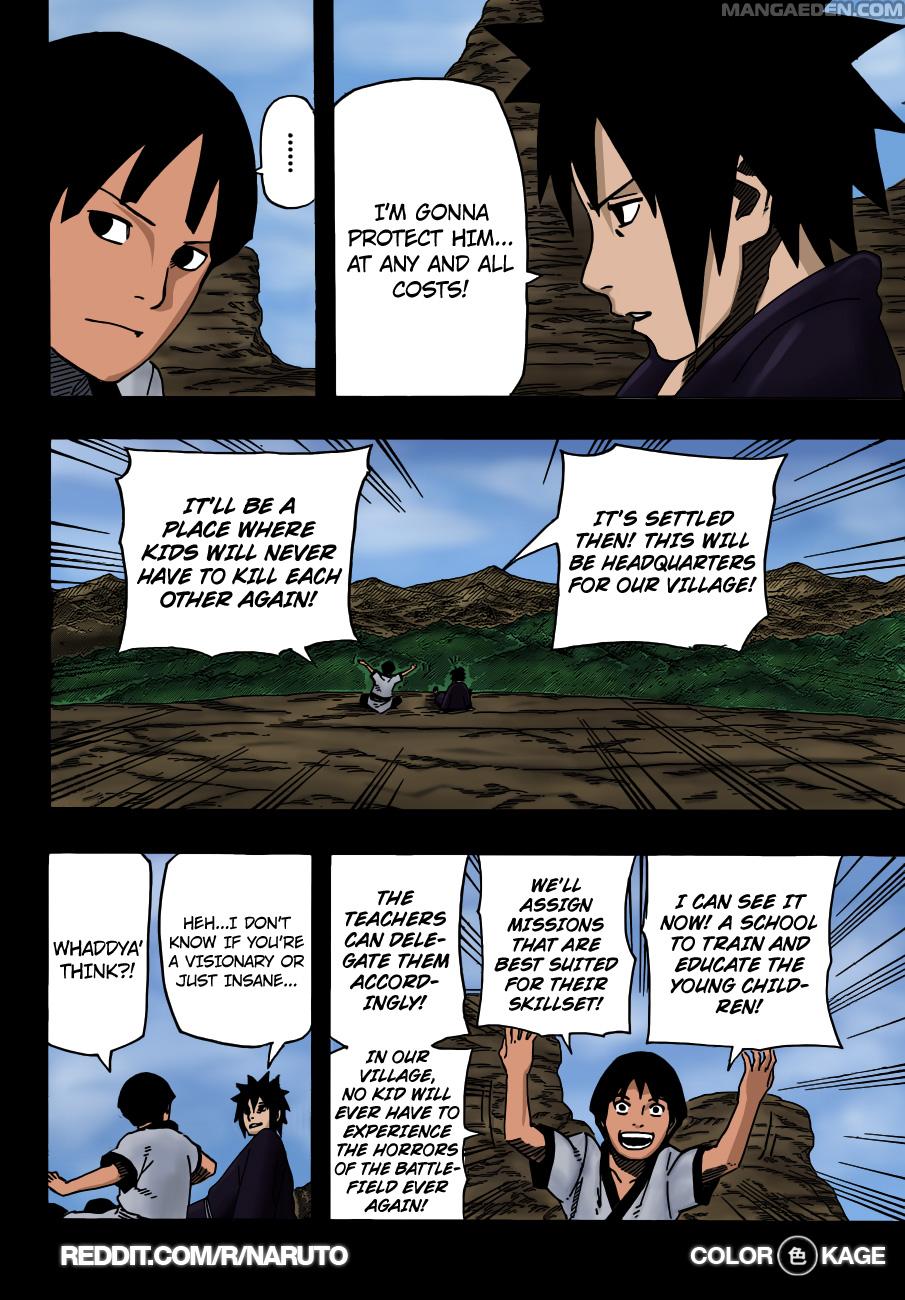 MANGAEDEN.COM
I'M GONNA
PROTECT HIM...
AT ANY AND ALL
COSTS!
......
IT'S SETTLED
THEN! THIS WILL
BE HEADQUARTERS
FOR OUR VILLAGE!
IT'LL BE A
PLACE WHERE
KIDS WILL NEVER
HAVE TO KILL EACH
OTHER AGAIN!
I CAN SEE IT
NOW! A SCHOOL
TO TRAIN AND
EDUCATE THE
YOUNG CHILD-
REN!
WE'LL
ASSIGN
MISSIONS
THAT ARE
BEST SUITED
FOR THEIR
SKILLSET!
THE
TEACHERS
CAN DELE-
GATE THEM
ACCORD-
INGLY!
IN OUR
VILLAGE,
NO KID WILL
EVER HAVE TO
EXPERIENCE
THE HORRORS
OF THE BATTLE-
FIELD EVER
AGAIN!
HEH...I DON'T
KNOW IF YOU'RE
A VISIONARY OR
JUST INSANE...
WHADDYA'
THINK?!
REDDIT.COM/R/NARUTO
COLOR 色 KAGE